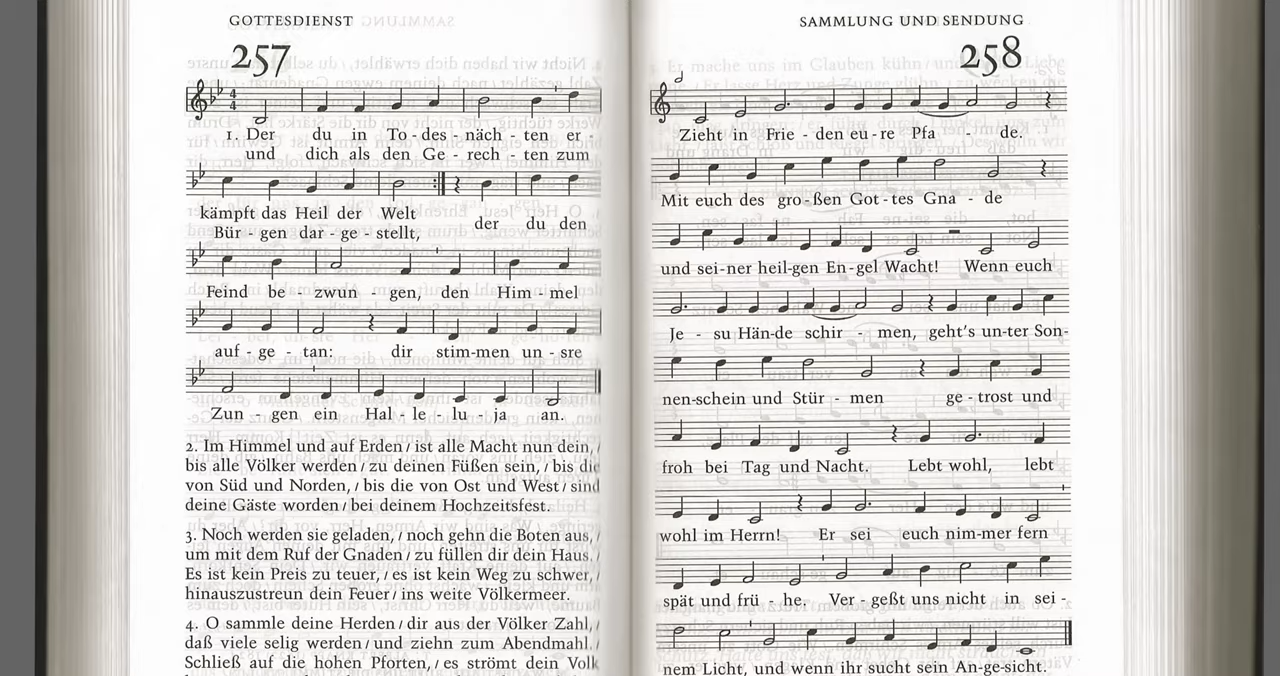 GOTTESDIENST
257
1. Der du in To - des - näch - ten er -
und dich als den Ge - rech - ten zum
kämpft das Heil der Welt
Bür - gen dar - ge - stellt,
der du den
Feind be - zwun - gen, den Him - mel
auf - ge - tan: dir stim-men un - sre
Zun - gen ein Hal - le - lu - ja an.
2. Im Himmel und auf Erden / ist alle Macht nun dein, /
bis alle Völker werden / zu deinen Füßen sein, / bis die
von Süd und Norden, / bis die von Ost und West / sind
deine Gäste worden / bei deinem Hochzeitsfest.
3. Noch werden sie geladen, / noch gehn die Boten aus, /
um mit dem Ruf der Gnaden / zu füllen dir dein Haus. /
Es ist kein Preis zu teuer, / es ist kein Weg zu schwer, /
hinauszustreun dein Feuer / ins weite Völkermeer.
4. O sammle deine Herden / dir aus der Völker Zahl, /
daß viele selig werden / und ziehn zum Abendmahl. /
Schließ auf die hohen Pforten, / es strömt dein Volk
SAMMLUNG UND SENDUNG
258
Zieht in Frie - den eu - re Pfa - de.
Mit euch des gro - ßen Got - tes Gna - de
und sei-ner heil-gen En-gel Wacht! Wenn euch
Je - su Hän-de schir - men, geht's un-ter Son-
nen-schein und Stür - men ge - trost und
froh bei Tag und Nacht. Lebt wohl, lebt
wohl im Herrn! Er sei euch nim-mer fern
spät und frü - he. Ver - geßt uns nicht in sei -
nem Licht, und wenn ihr sucht sein An-ge-sicht.